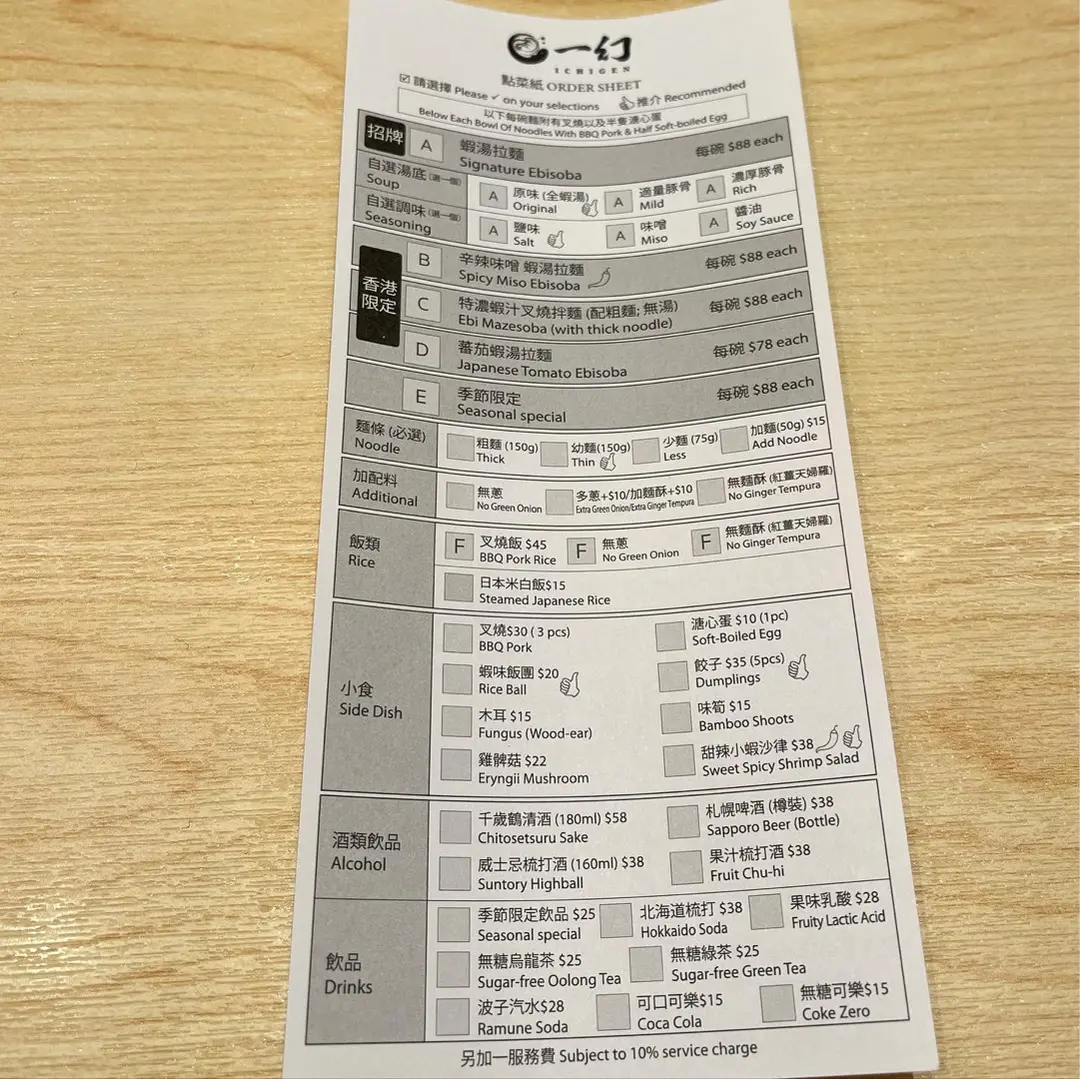 一幻
ICHIGEN
點菜紙 ORDER SHEET
☑ 請選擇 Please ✓ on your selections 推介 Recommended
以下每碗麵附有叉燒以及半隻溏心蛋
Below Each Bowl Of Noodles With BBQ Pork & Half Soft-boiled Egg
招牌 A 蝦湯拉麵 每碗 $88 each
Signature Ebisoba
自選湯底 (選一個) A 原味 (全蝦湯) A 適量豚骨 A 濃厚豚骨
Soup Original Mild Rich
自選調味 (選一個) A 鹽味 A 味噌 A 醬油
Seasoning Salt Miso Soy Sauce
香港限定
B 辛辣味噌 蝦湯拉麵 每碗 $88 each
Spicy Miso Ebisoba
C 特濃蝦汁叉燒拌麵 (配粗麵; 無湯) 每碗 $88 each
Ebi Mazesoba (with thick noodle)
D 蕃茄蝦湯拉麵 每碗 $78 each
Japanese Tomato Ebisoba
E 季節限定 每碗 $88 each
Seasonal special
麵條 (必選) 粗麵 (150g) 幼麵(150g) 少麵 (75g) 加麵(50g) $15
Noodle Thick Thin Less Add Noodle
加配料 無蔥 多蔥+$10/加麵酥+$10 無麵酥 (紅薑天婦羅)
Additional No Green Onion Extra Green Onion/Extra Ginger Tempura No Ginger Tempura
飯類 F 叉燒飯 $45 F 無蔥 F 無麵酥 (紅薑天婦羅)
Rice BBQ Pork Rice No Green Onion No Ginger Tempura
日本米白飯$15
Steamed Japanese Rice
小食
Side Dish
叉燒$30 ( 3 pcs) 溏心蛋 $10 (1pc)
BBQ Pork Soft-Boiled Egg
蝦味飯團 $20 餃子 $35 (5pcs)
Rice Ball Dumplings
木耳 $15 味筍 $15
Fungus (Wood-ear) Bamboo Shoots
雞髀菇 $22 甜辣小蝦沙律 $38
Eryngii Mushroom Sweet Spicy Shrimp Salad
酒類飲品
Alcohol
千歲鶴清酒 (180ml) $58 札幌啤酒 (樽裝) $38
Chitosetsuru Sake Sapporo Beer (Bottle)
威士忌梳打酒 (160ml) $38 果汁梳打酒 $38
Suntory Highball Fruit Chu-hi
飲品
Drinks
季節限定飲品 $25 北海道梳打 $38 果味乳酸 $28
Seasonal special Hokkaido Soda Fruity Lactic Acid
無糖烏龍茶 $25 無糖綠茶 $25
Sugar-free Oolong Tea Sugar-free Green Tea
波子汽水$28 可口可樂$15 無糖可樂$15
Ramune Soda Coca Cola Coke Zero
另加一服務費 Subject to 10% service charge